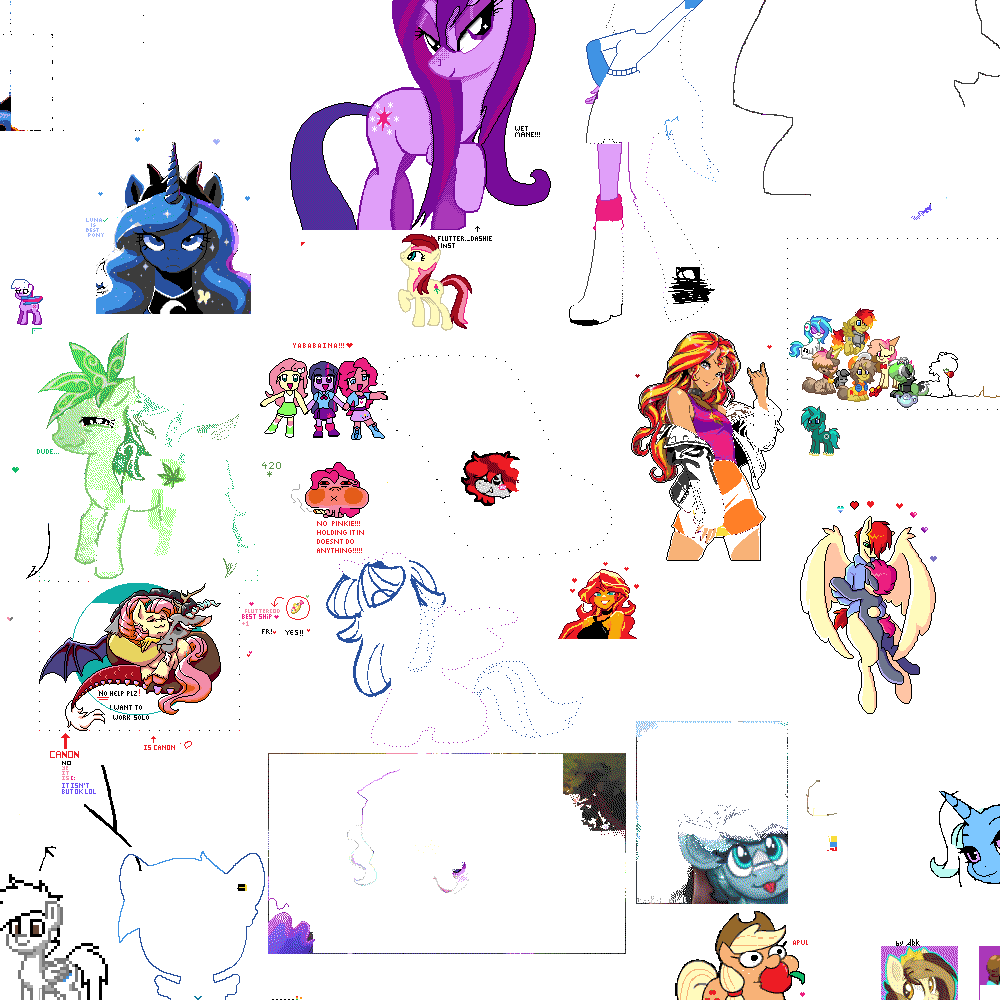 WET
MANE!!!
LUNA
IS
BEST
PONY
FLUTTER...DASHIE
INST
YABABAINA!!!
DUDE...
420
*
NO PINKIE!!!
HOLDING IT IN
DOESNT DO
ANYTHING!!!!!
FLUTTERCORD
BEST SHIP
+1
FR!
YES!!
NO HELP PLZ!
I WANT TO
WORK SOLO
IS CANON
CANON
NO
IT
IS
IT ISN'T
BUT OK LOL
APUL
by dbk